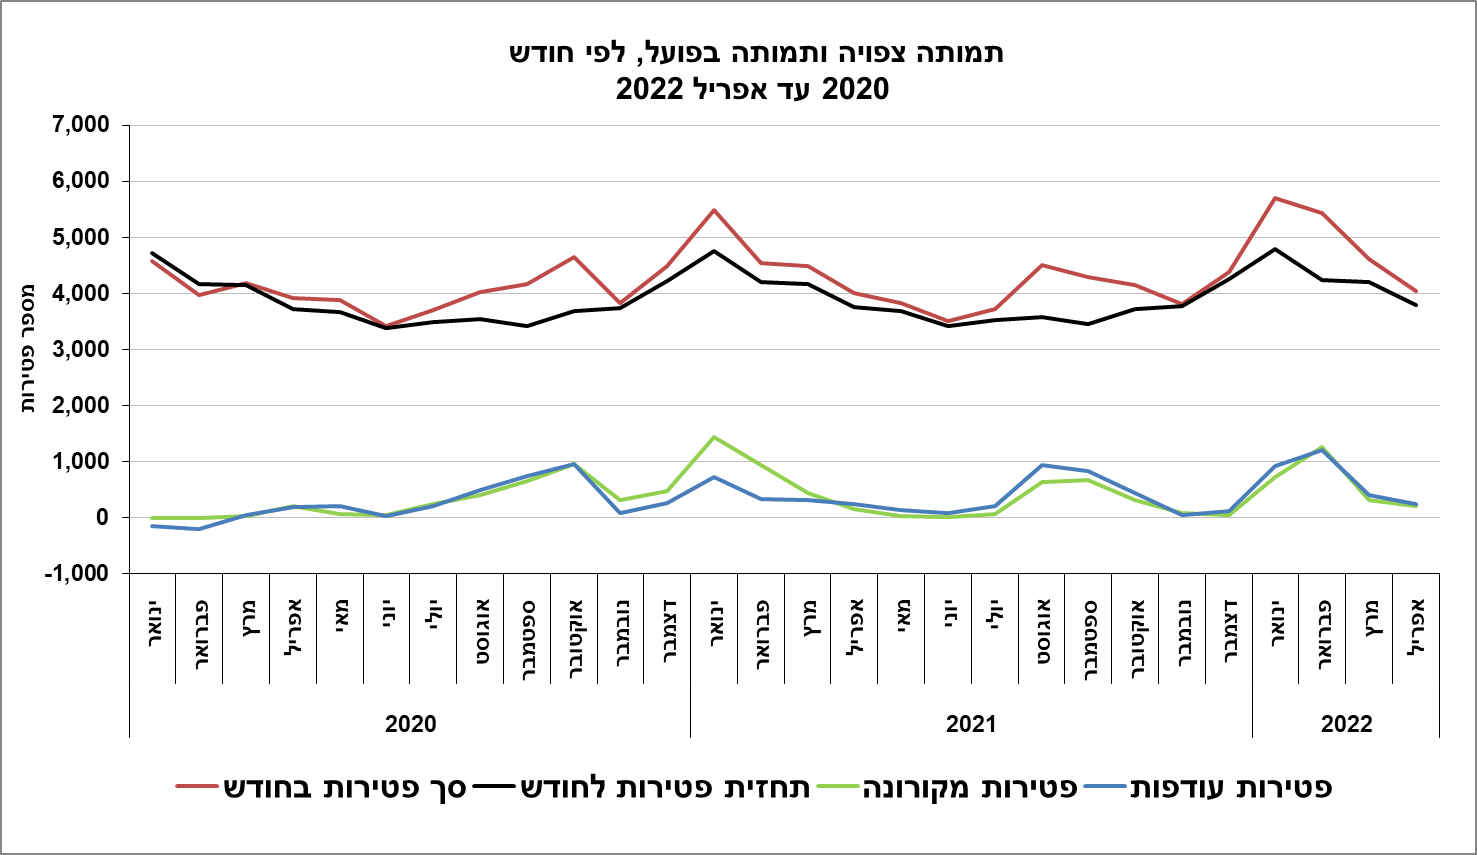 תמותה צפויה ותמותה בפועל, לפי חודש
2020 עד אפריל 2022
מספר פטירות
7,000
6,000
5,000
4,000
3,000
2,000
1,000
0
-1,000
ינואר
פברואר
מרץ
אפריל
מאי
יוני
יולי
אוגוסט
ספטמבר
אוקטובר
נובמבר
דצמבר
ינואר
פברואר
מרץ
אפריל
מאי
יוני
יולי
אוגוסט
ספטמבר
אוקטובר
נובמבר
דצמבר
ינואר
פברואר
מרץ
אפריל
2020
2021
2022
סך פטירות בחודש
תחזית פטירות לחודש
פטירות מקורונה
פטירות עודפות